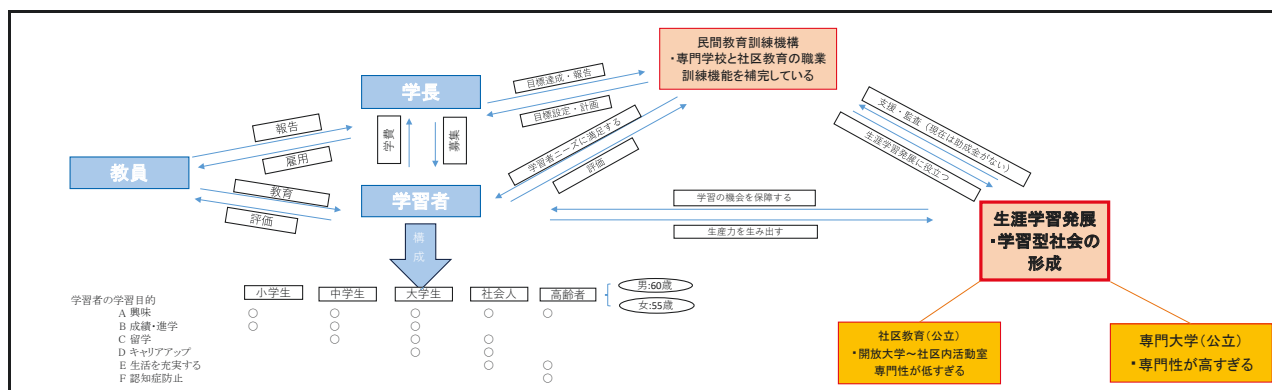 民間教育訓練機構
・専門学校と社区教育の職業
訓練機能を補完している
学長
目標達成・報告
目標設定・計画
支援・監査（現在は助成金がない）
生涯学習発展に役立つ
報告
雇用
学費
募集
学習者ニーズに満足する
評価
教員
教育
評価
学習者
学習の機会を保障する
生産力を生み出す
生涯学習発展
・学習型社会の
形成
構成
小学生 中学生 大学生 社会人 高齢者
男:60歳
女:55歳
学習者の学習目的
A 興味 ○ ○ ○ ○ ○
B 成績・進学 ○ ○ ○
C 留学 ○ ○ ○
D キャリアアップ ○ ○
E 生活を充実する ○ ○
F 認知症防止 ○
社区教育（公立）
・開放大学～社区内活動室
専門性が低すぎる
専門大学（公立）
・専門性が高すぎる